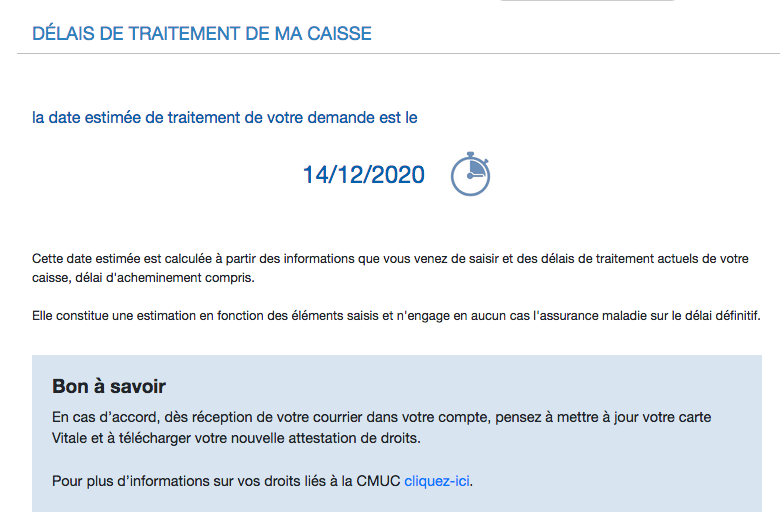 DÉLAIS DE TRAITEMENT DE MA CAISSE
la date estimée de traitement de votre demande est le
14/12/2020
Cette date estimée est calculée à partir des informations que vous venez de saisir et des délais de traitement actuels de votre
caisse, délai d'acheminement compris.
Elle constitue une estimation en fonction des éléments saisis et n'engage en aucun cas l'assurance maladie sur le délai définitif.
Bon à savoir
En cas d’accord, dès réception de votre courrier dans votre compte, pensez à mettre à jour votre carte
Vitale et à télécharger votre nouvelle attestation de droits.
Pour plus d’informations sur vos droits liés à la CMUC cliquez-ici.